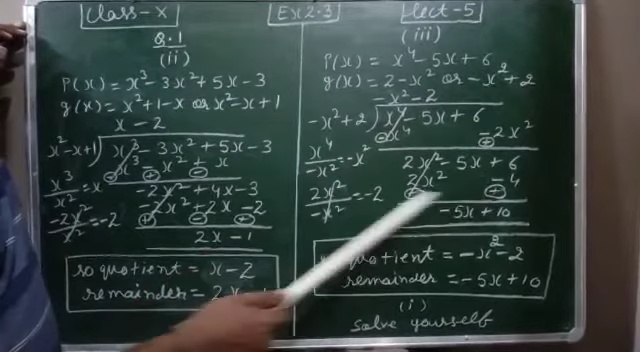 Class-X
Ex 2.3
Lect-5
Q.1
(ii)
P(x) = x³ - 3x² + 5x - 3
g(x) = x² + 1 - x or x² - x + 1
x - 2
x² - x + 1) x³ - 3x² + 5x - 3
x³ - x² + x
x³/x² = x
-2x² + 4x - 3
-2x² + 2x - 2
-2x²/x² = -2
2x - 1
so quotient = x - 2
remainder =
(iii)
P(x) = x⁴ - 5x + 6
g(x) = 2 - x² or -x² + 2
-x² - 2
-x² + 2) x⁴ - 5x + 6
x⁴ - 2x²
x⁴/-x² = -x²
2x² - 5x + 6
2x² - 4
2x²/-x² = -2
-5x + 10
quotient = -x² - 2
remainder = -5x + 10
(i)
Solve yourself